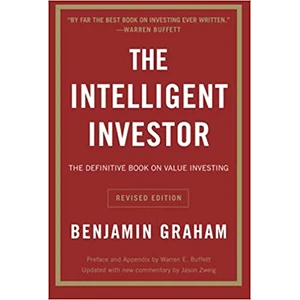 "BY FAR THE BEST BOOK ON INVESTING EVER WRITTEN."
—WARREN BUFFETT
THE
INTELLIGENT
INVESTOR
THE DEFINITIVE BOOK ON VALUE INVESTING
REVISED EDITION
BENJAMIN GRAHAM
Preface and Appendix by Warren E. Buffett
Updated with new commentary by Jason Zweig